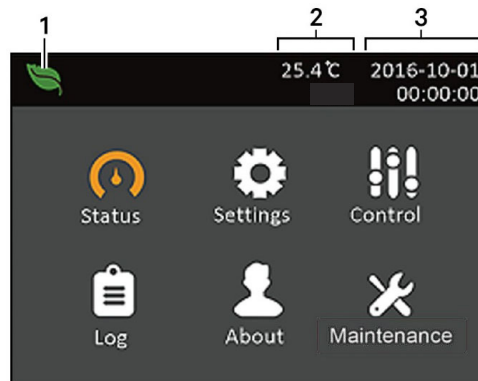 1 2 3
25.4℃ 2016-10-01
00:00:00
Status Settings Control
Log About Maintenance